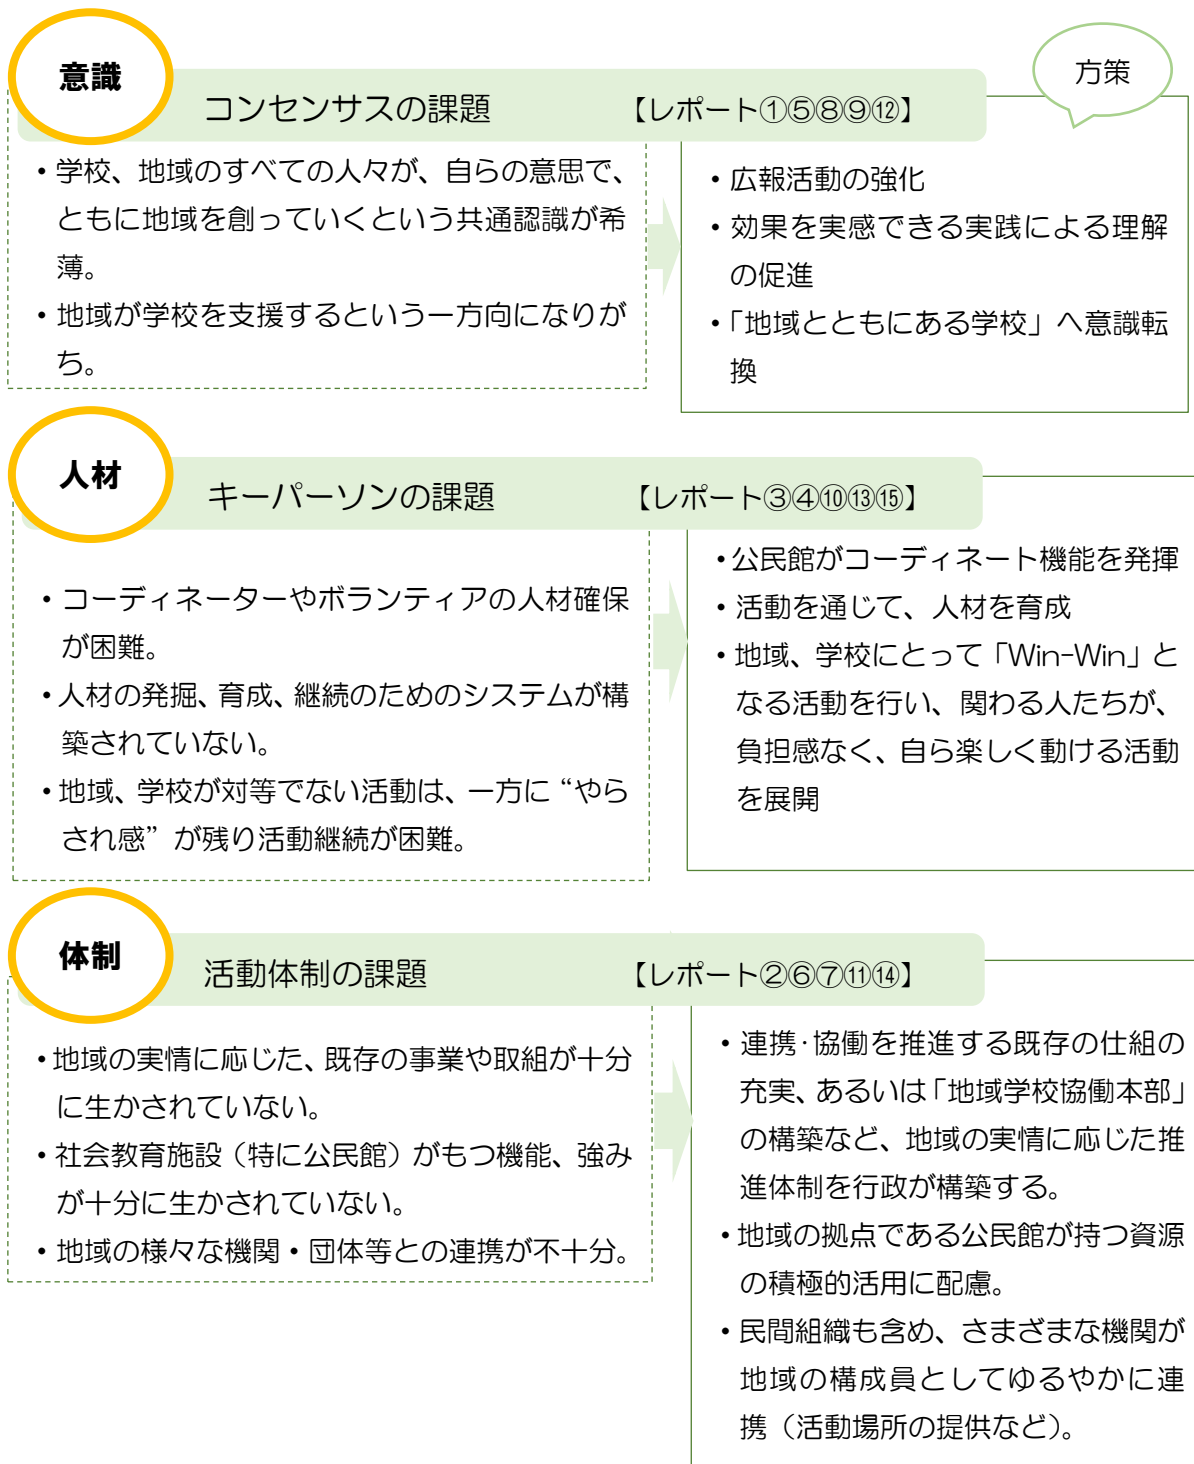 意識
方策
コンセンサスの課題　　　　【レポート①⑤⑧⑨⑫】
・学校、地域のすべての人々が、自らの意思で、
ともに地域を創っていくという共通認識が希
薄。
・地域が学校を支援するという一方向になりが
ち。
・広報活動の強化
・効果を実感できる実践による理解
の促進
・「地域とともにある学校」へ意識転
換
人材
キーパーソンの課題　　　　【レポート③④⑩⑬⑮】
・コーディネーターやボランティアの人材確保
が困難。
・人材の発掘、育成、継続のためのシステムが構
築されていない。
・地域、学校が対等でない活動は、一方に“やら
され感”が残り活動継続が困難。
・公民館がコーディネート機能を発揮
・活動を通じて、人材を育成
・地域、学校にとって「Win-Win」と
なる活動を行い、関わる人たちが、
負担感なく、自ら楽しく動ける活動
を展開
体制
活動体制の課題　　　　【レポート②⑥⑦⑪⑭】
・地域の実情に応じた、既存の事業や取組が十分
に生かされていない。
・社会教育施設（特に公民館）がもつ機能、強み
が十分に生かされていない。
・地域の様々な機関・団体等との連携が不十分。
・連携・協働を推進する既存の仕組の
充実、あるいは「地域学校協働本部」
の構築など、地域の実情に応じた推
進体制を行政が構築する。
・地域の拠点である公民館が持つ資源
の積極的活用に配慮。
・民間組織も含め、さまざまな機関が
地域の構成員としてゆるやかに連
携（活動場所の提供など）。